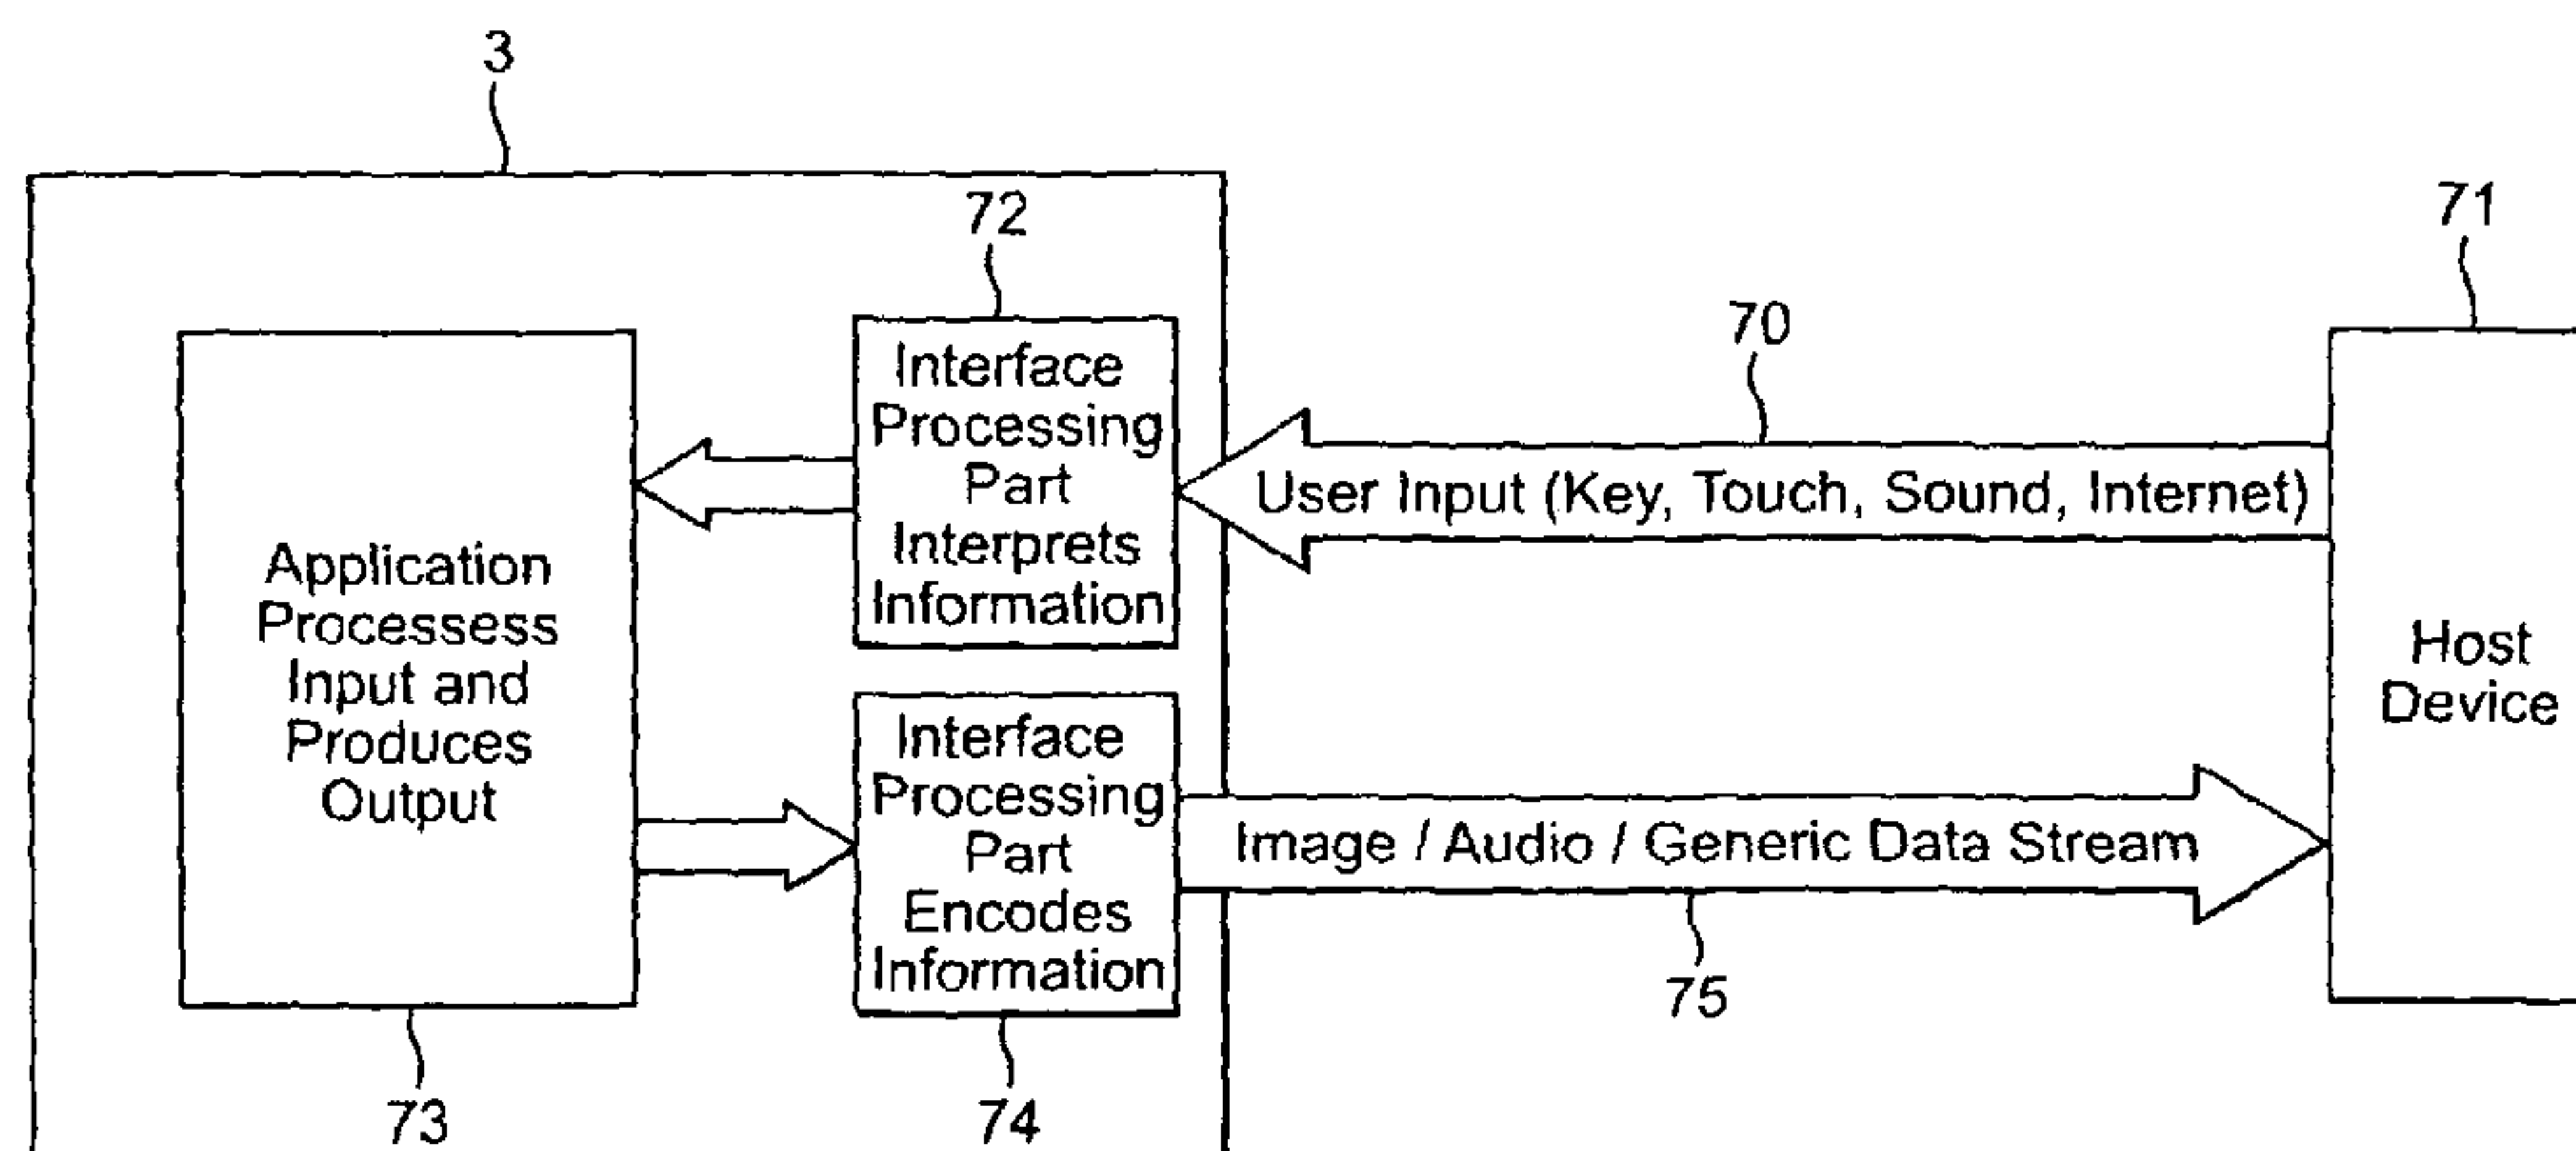 3
72
71
70
Interface
Processing
Part
Interprets
Information
User Input (Key, Touch, Sound, Internet)
Application
Processess
Input and
Produces
Output
Host
Device
Interface
Processing
Part
Encodes
Information
Image / Audio / Generic Data Stream
75
73
74